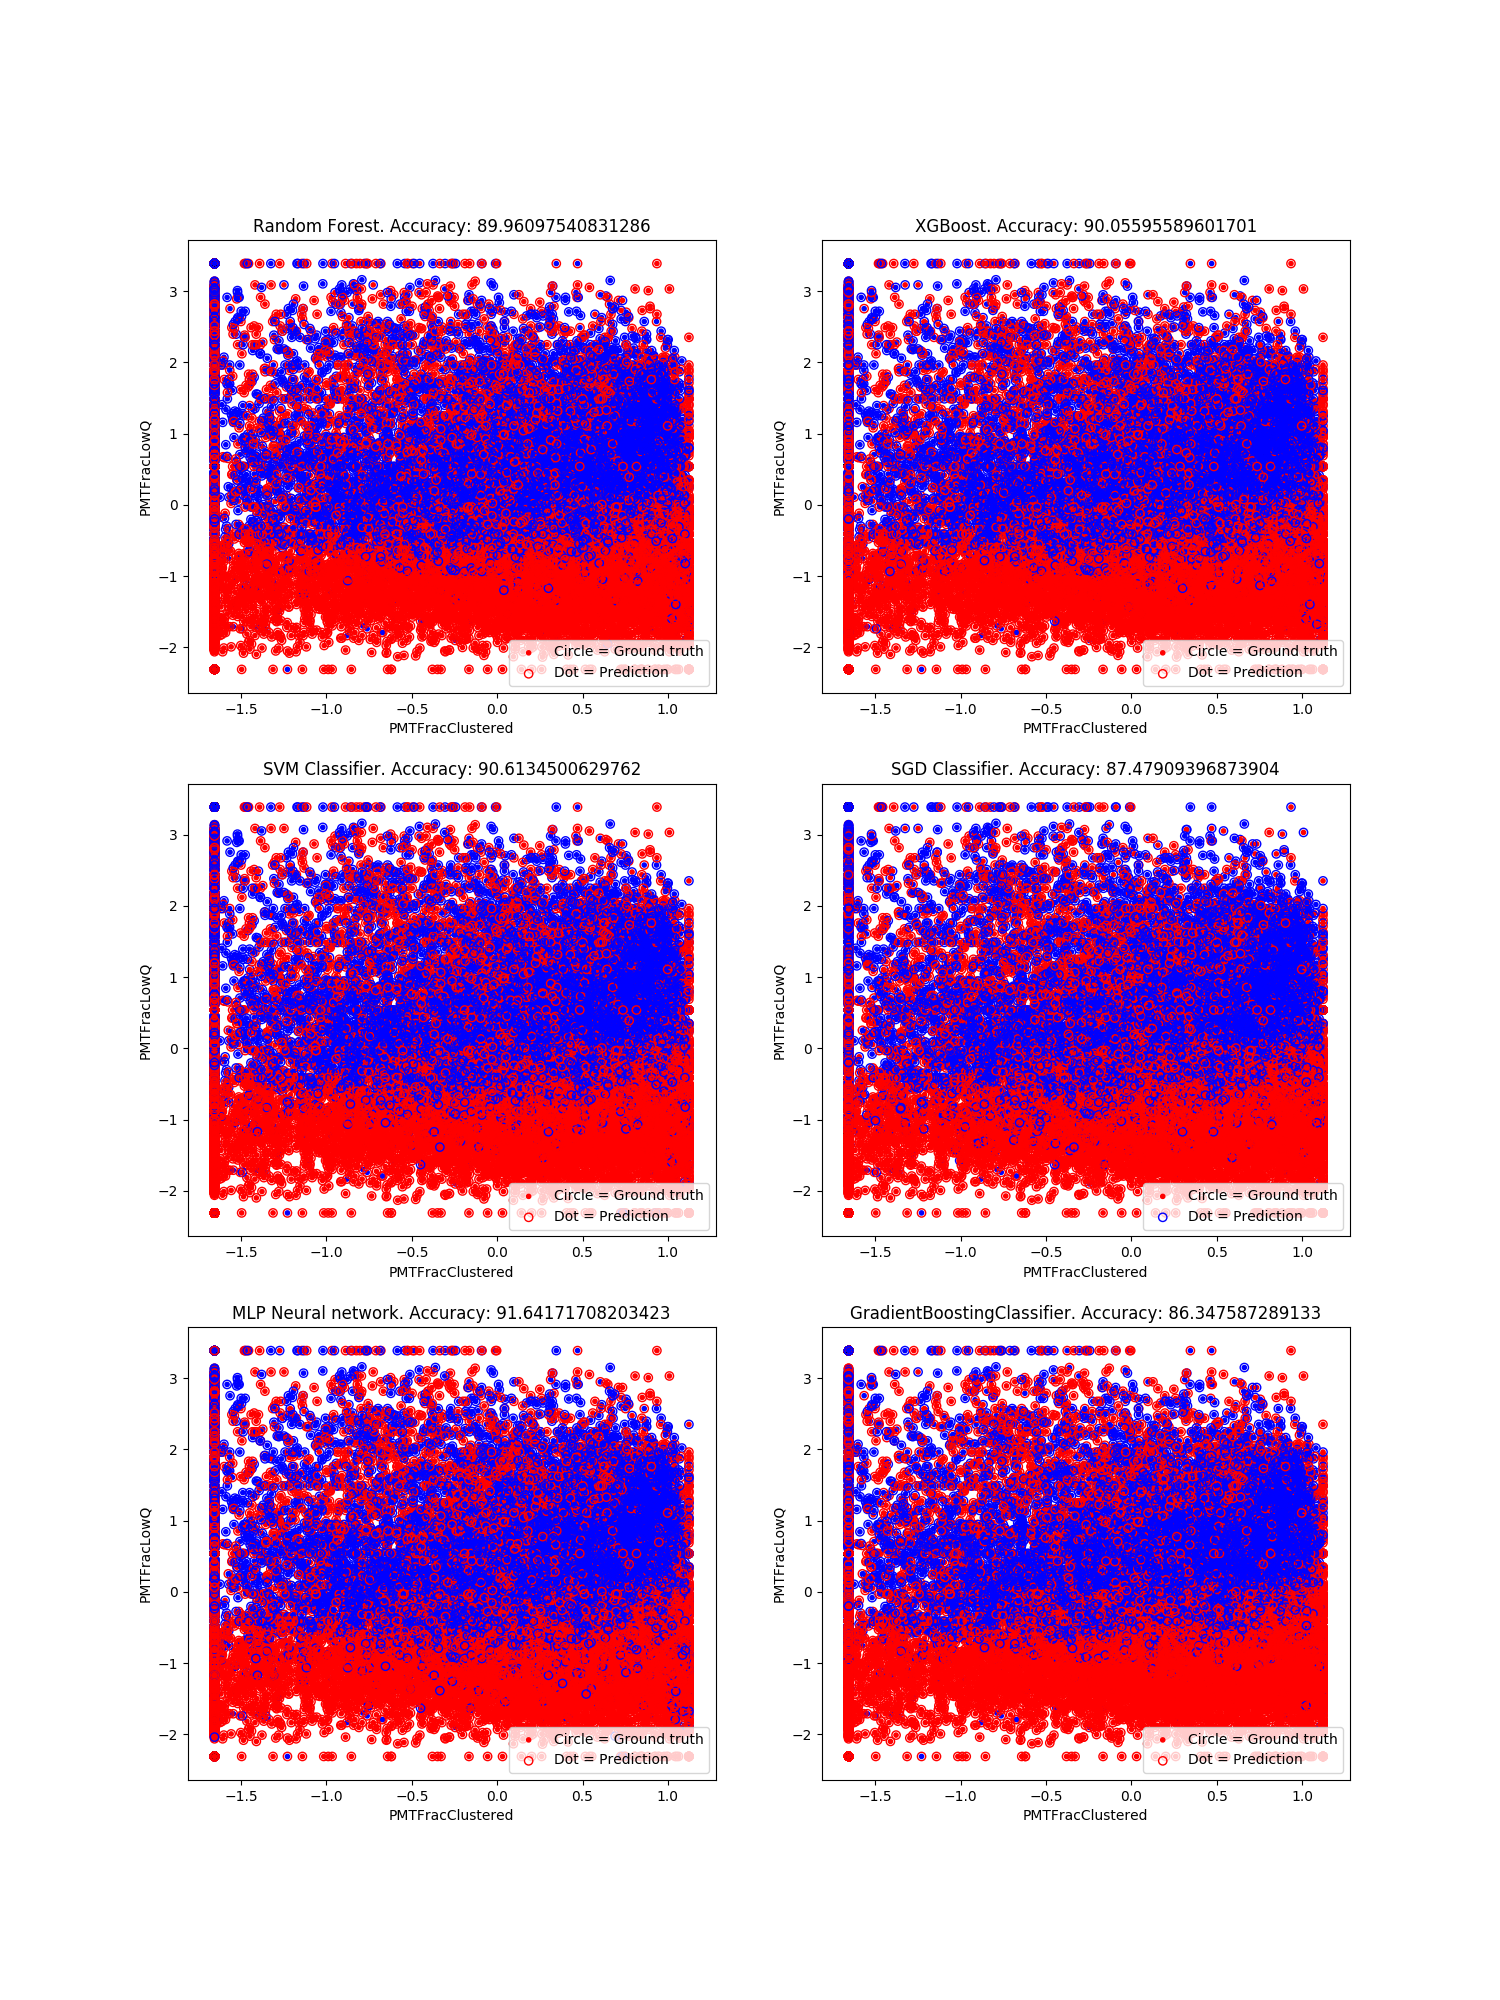 Random Forest. Accuracy: 89.96097540831286
3
2
1
0
−1
−2
PMTFracLowQ
Circle = Ground truth
Dot = Prediction
−1.5 −1.0 −0.5 0.0 0.5 1.0
PMTFracClustered
XGBoost. Accuracy: 90.05595589601701
3
2
1
0
−1
−2
PMTFracLowQ
Circle = Ground truth
Dot = Prediction
−1.5 −1.0 −0.5 0.0 0.5 1.0
PMTFracClustered
SVM Classifier. Accuracy: 90.6134500629762
3
2
1
0
−1
−2
PMTFracLowQ
Circle = Ground truth
Dot = Prediction
−1.5 −1.0 −0.5 0.0 0.5 1.0
PMTFracClustered
SGD Classifier. Accuracy: 87.47909396873904
3
2
1
0
−1
−2
PMTFracLowQ
Circle = Ground truth
Dot = Prediction
−1.5 −1.0 −0.5 0.0 0.5 1.0
PMTFracClustered
MLP Neural network. Accuracy: 91.64171708203423
3
2
1
0
−1
−2
PMTFracLowQ
Circle = Ground truth
Dot = Prediction
−1.5 −1.0 −0.5 0.0 0.5 1.0
PMTFracClustered
GradientBoostingClassifier. Accuracy: 86.347587289133
3
2
1
0
−1
−2
PMTFracLowQ
Circle = Ground truth
Dot = Prediction
−1.5 −1.0 −0.5 0.0 0.5 1.0
PMTFracClustered